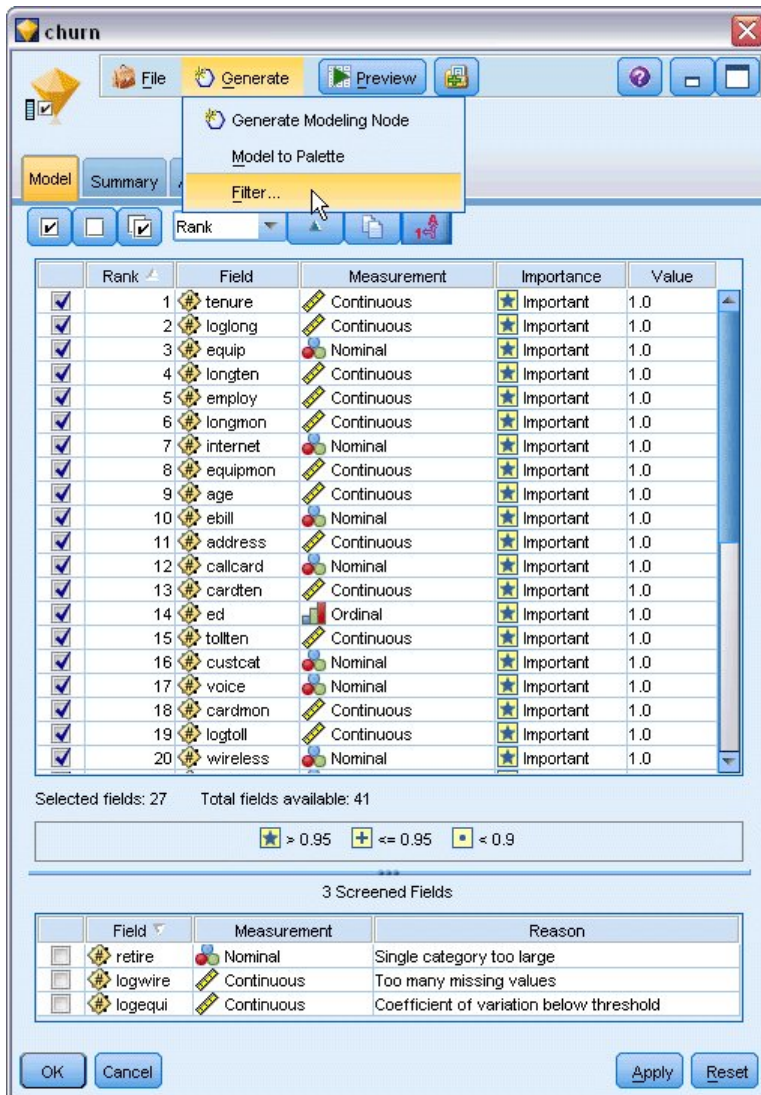 churn
File Generate Preview
Generate Modeling Node
Model to Palette
Filter...
Model Summary
Rank
Rank Field Measurement Importance Value
1 tenure Continuous Important 1.0
2 loglong Continuous Important 1.0
3 equip Nominal Important 1.0
4 longten Continuous Important 1.0
5 employ Continuous Important 1.0
6 longmon Continuous Important 1.0
7 internet Nominal Important 1.0
8 equipmon Continuous Important 1.0
9 age Continuous Important 1.0
10 ebill Nominal Important 1.0
11 address Continuous Important 1.0
12 callcard Nominal Important 1.0
13 cardten Continuous Important 1.0
14 ed Ordinal Important 1.0
15 tollten Continuous Important 1.0
16 custcat Nominal Important 1.0
17 voice Nominal Important 1.0
18 cardmon Continuous Important 1.0
19 logtoll Continuous Important 1.0
20 wireless Nominal Important 1.0
Selected fields: 27 Total fields available: 41
> 0.95 <= 0.95 < 0.9
3 Screened Fields
Field Measurement Reason
retire Nominal Single category too large
logwire Continuous Too many missing values
logequi Continuous Coefficient of variation below threshold
OK Cancel Apply Reset